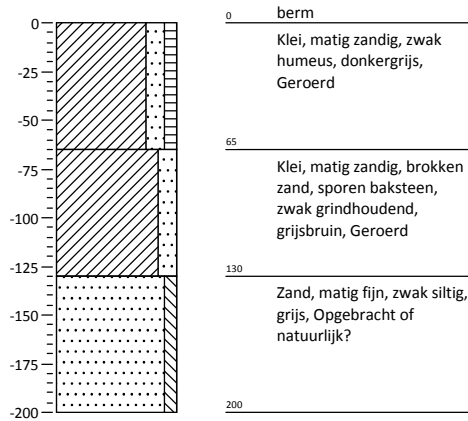 0
-25
-50
-75
-100
-125
-150
-175
-200
0 berm
Klei, matig zandig, zwak
humeus, donkergrijs,
Geroerd
65
Klei, matig zandig, brokken
zand, sporen baksteen,
zwak grindhoudend,
grijsbruin, Geroerd
130
Zand, matig fijn, zwak siltig,
grijs, Opgebracht of
natuurlijk?
200